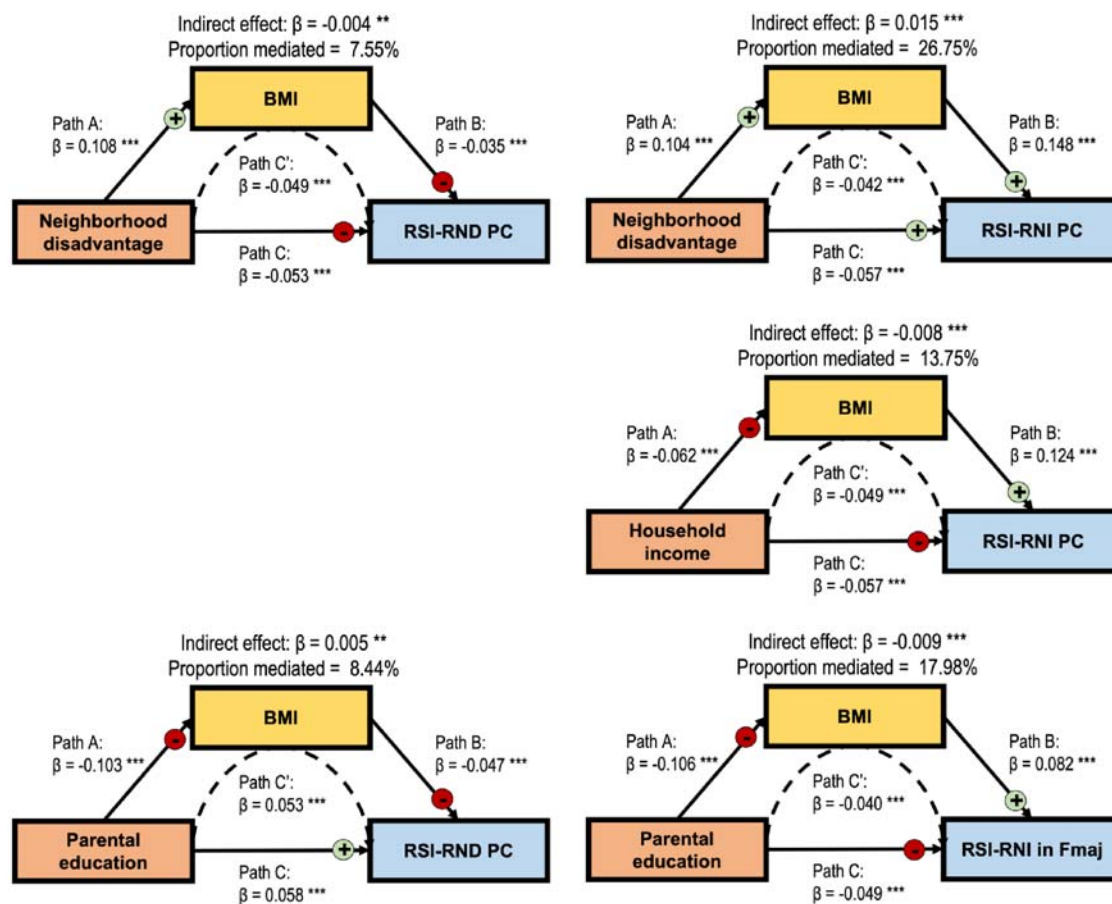 Indirect effect: β = -0.004 **
Proportion mediated = 7.55%
BMI
Path A:
β = 0.108 ***
Path B:
β = -0.035 ***
Path C':
β = -0.049 ***
Neighborhood
disadvantage
RSI-RND PC
Path C:
β = -0.053 ***
Indirect effect: β = 0.015 ***
Proportion mediated = 26.75%
BMI
Path A:
β = 0.104 ***
Path B:
β = 0.148 ***
Path C':
β = -0.042 ***
Neighborhood
disadvantage
RSI-RNI PC
Path C:
β = -0.057 ***
Indirect effect: β = -0.008 ***
Proportion mediated = 13.75%
BMI
Path A:
β = -0.062 ***
Path B:
β = 0.124 ***
Path C':
β = -0.049 ***
Household
income
RSI-RNI PC
Path C:
β = -0.057 ***
Indirect effect: β = 0.005 **
Proportion mediated = 8.44%
BMI
Path A:
β = -0.103 ***
Path B:
β = -0.047 ***
Path C':
β = 0.053 ***
Parental
education
RSI-RND PC
Path C:
β = 0.058 ***
Indirect effect: β = -0.009 ***
Proportion mediated = 17.98%
BMI
Path A:
β = -0.106 ***
Path B:
β = 0.082 ***
Path C':
β = -0.040 ***
Parental
education
RSI-RNI in Fmaj
Path C:
β = -0.049 ***